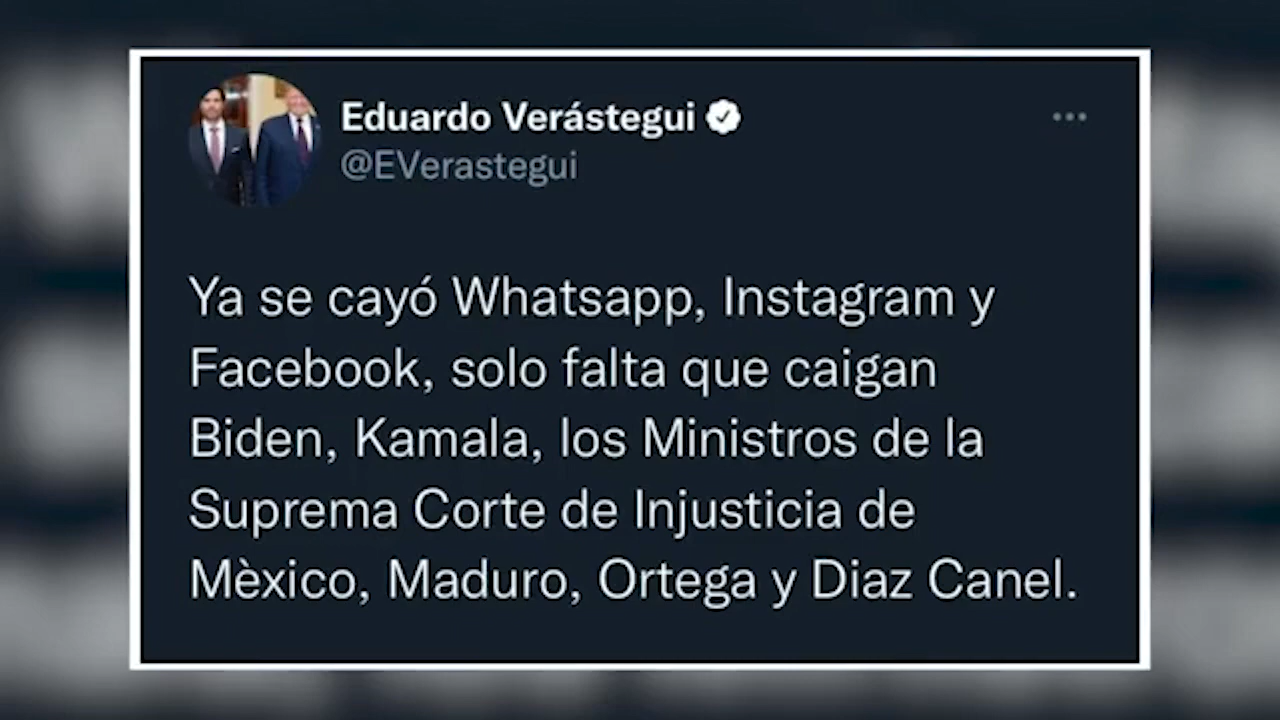 Eduardo Verástegui
@EVerastegui
Ya se cayó Whatsapp, Instagram y
Facebook, solo falta que caigan
Biden, Kamala, los Ministros de la
Suprema Corte de Injusticia de
Mèxico, Maduro, Ortega y Diaz Canel.